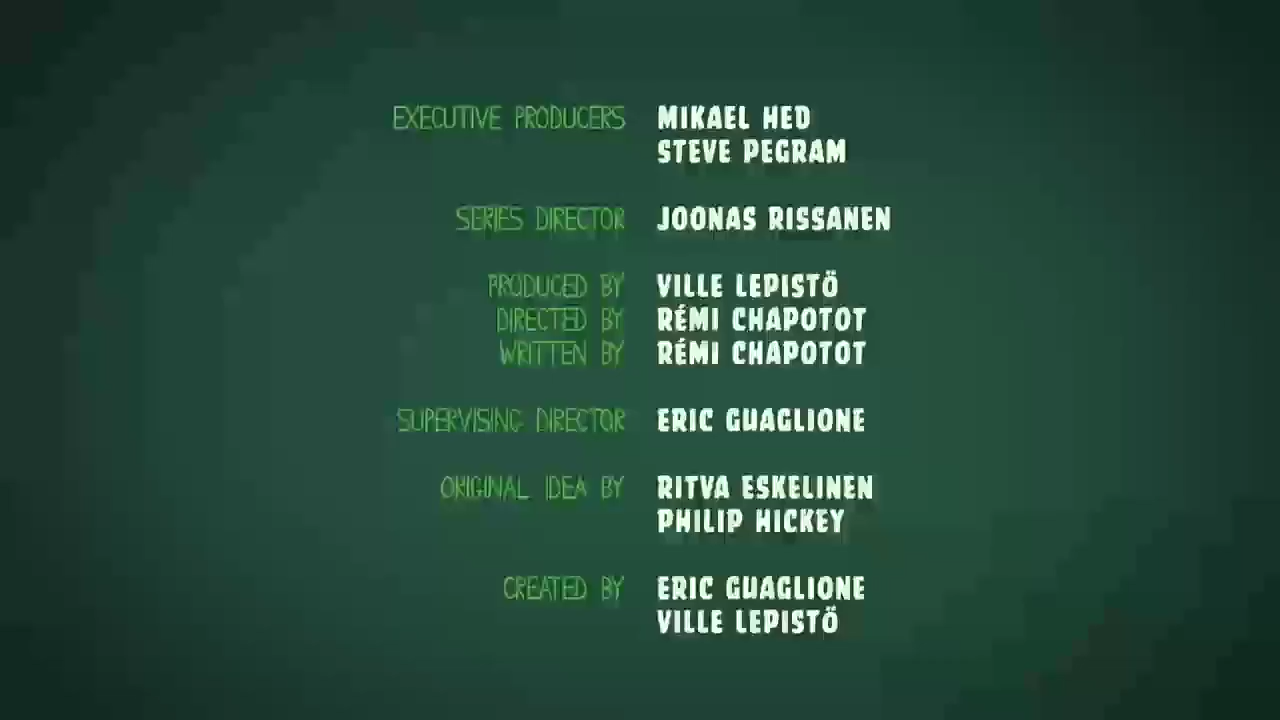 EXECUTIVE PRODUCERS MIKAEL HED
STEVE PEGRAM
SERIES DIRECTOR JOONAS RISSANEN
PRODUCED BY VILLE LEPISTÖ
DIRECTED BY RÉMI CHAPOTOT
WRITTEN BY RÉMI CHAPOTOT
SUPERVISING DIRECTOR ERIC GUAGLIONE
ORIGINAL IDEA BY RITVA ESKELINEN
PHILIP HICKEY
CREATED BY ERIC GUAGLIONE
VILLE LEPISTÖ